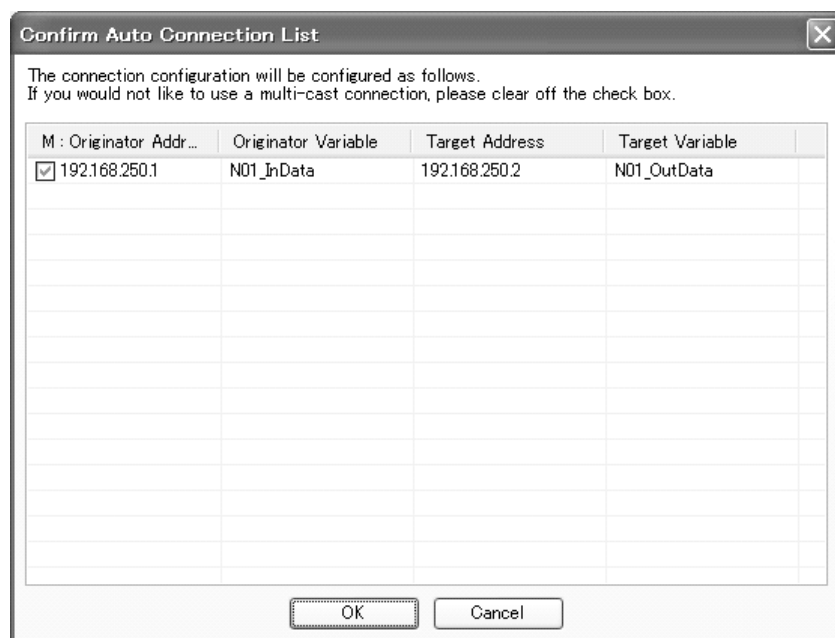 Confirm Auto Connection List
The connection configuration will be configured as follows.
If you would not like to use a multi-cast connection, please clear off the check box.
M : Originator Addr... Originator Variable Target Address Target Variable
192.168.250.1 N01_InData 192.168.250.2 N01_OutData
OK Cancel